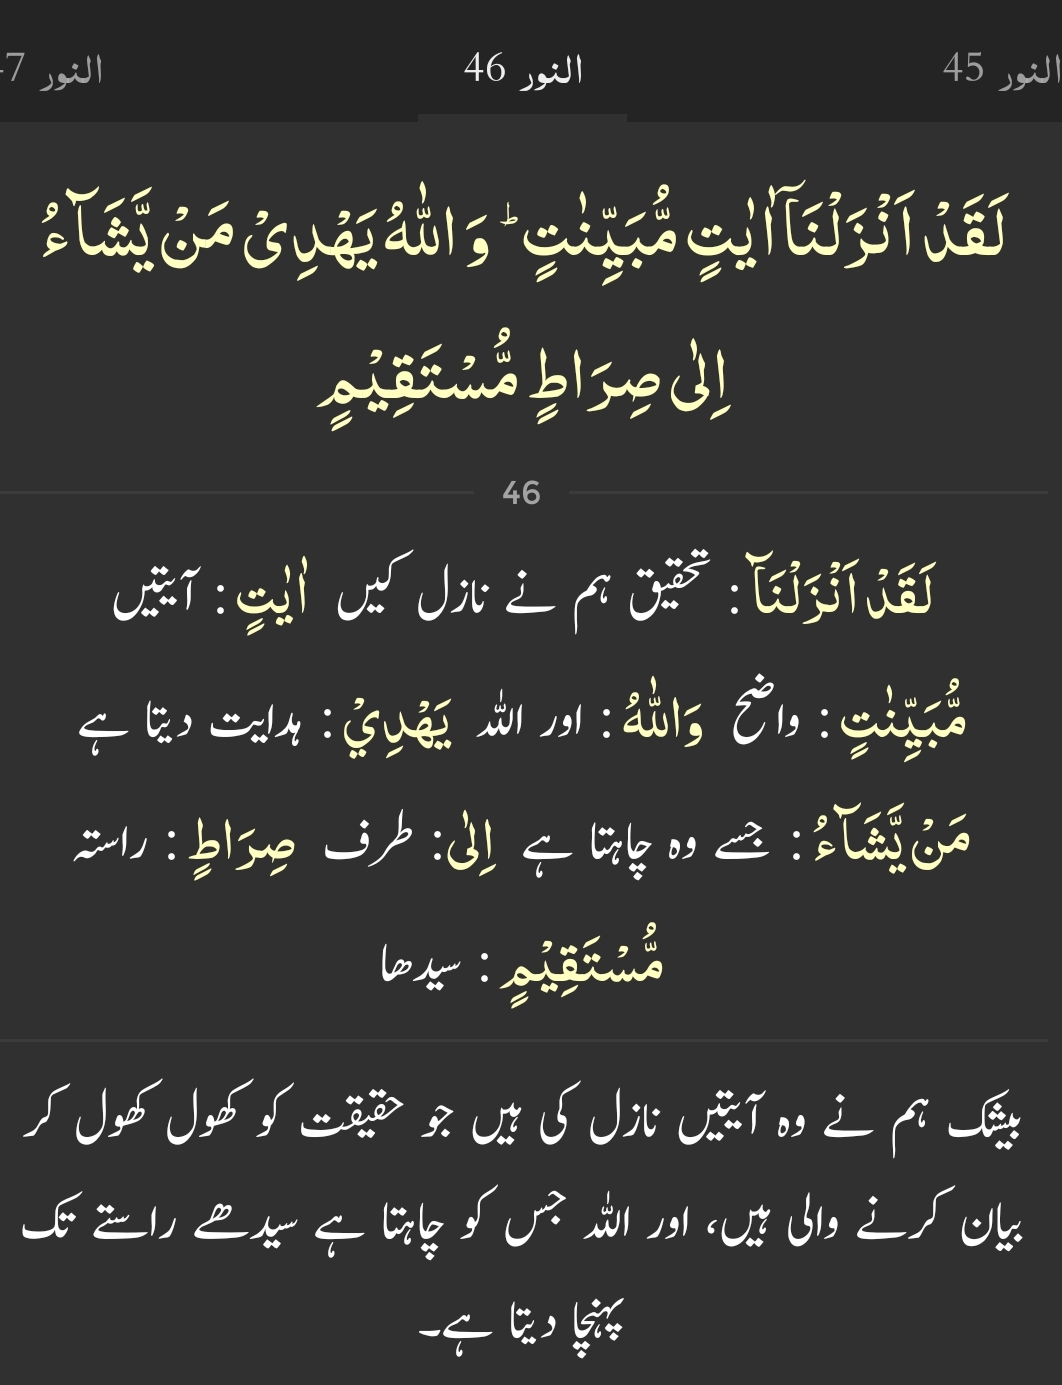 النور 45
النور 46
النور 47
لَقَدْ اَنْزَلْنَاۤ اٰیٰتٍ مُّبَیِّنٰتٍ ؕ وَ اللّٰهُ یَهْدِیْ مَنْ یَّشَآءُ
اِلٰی صِرَاطٍ مُّسْتَقِیْمٍ
46
لَقَدْ اَنْزَلْنَاۤ : تحقیق ہم نے نازل کیں اٰیٰتٍ : آیتیں
مُّبَیِّنٰتٍ : واضح وَاللّٰهُ : اور اللہ یَهْدِيْ : ہدایت دیتا ہے
مَنْ یَّشَآءُ : جسے وہ چاہتا ہے اِلٰى : طرف صِرَاطٍ : راستہ
مُّسْتَقِیْمٍ : سیدھا
بیشک ہم نے وہ آیتیں نازل کی ہیں جو حقیقت کو کھول کھول کر
بیان کرنے والی ہیں، اور اللہ جس کو چاہتا ہے سیدھے راستے تک
پہنچا دیتا ہے۔